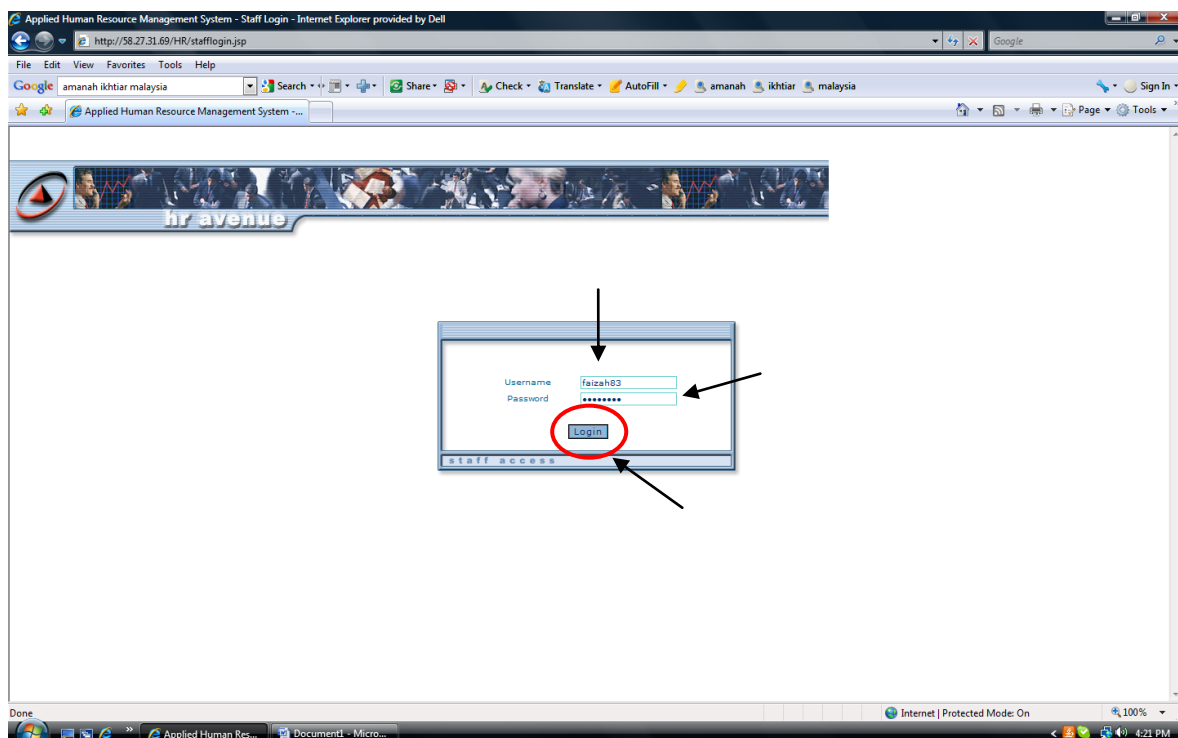 Applied Human Resource Management System - Staff Login - Internet Explorer provided by Dell
http://58.27.31.69/HR/stafflogin.jsp
Google
File Edit View Favorites Tools Help
Google amanah ikhtiar malaysia Search Share Check Translate AutoFill amanah ikhtiar malaysia Sign In
Applied Human Resource Management System -... Page Tools
hr avenue
Username faizah83
Password ••••••••
Login
staff access
Done Internet | Protected Mode: On 100%
Applied Human Res... Document1 - Micro... 4:21 PM